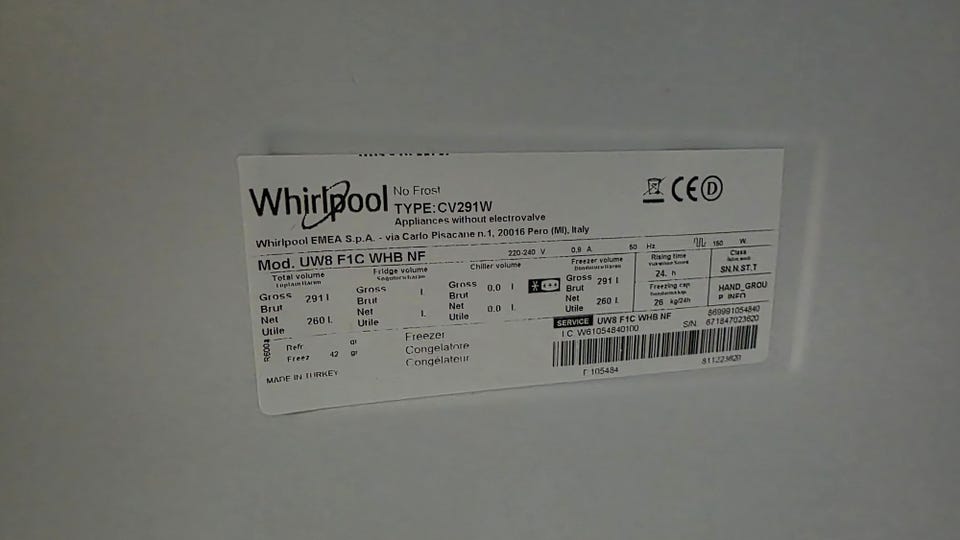 Whirlpool
No Frost
TYPE:CV291W
Appliances without electrovalve
Whirlpool EMEA S.p.A. - via Carlo Pisacane n.1, 20016 Pero (MI), Italy
Mod. UW8 F1C WHB NF
220-240 V 0.9 A 50 Hz 150 W
Total volume
Gross 291 l
Brut
Net 260 l
Utile
Fridge volume
Gross l
Brut
Net l
Utile
Chiller volume
Gross 0.0 l
Brut
Net 0.0 l
Utile
Freezer volume
Gross 291 l
Brut
Net 260 l
Utile
Rising time
24. h
Freezing cap.
26 kg/24h
Class
SN.N.ST.T
HAND_GROU
P_INFO
R600a
Refr gr
Freez 42 gr
Freezer
Congelatore
Congélateur
MADE IN TURKEY
SERVICE UW8 F1C WHB NF
869991054840
I.C. W61054840100
S/N. 671847023620
F 105484
811223620